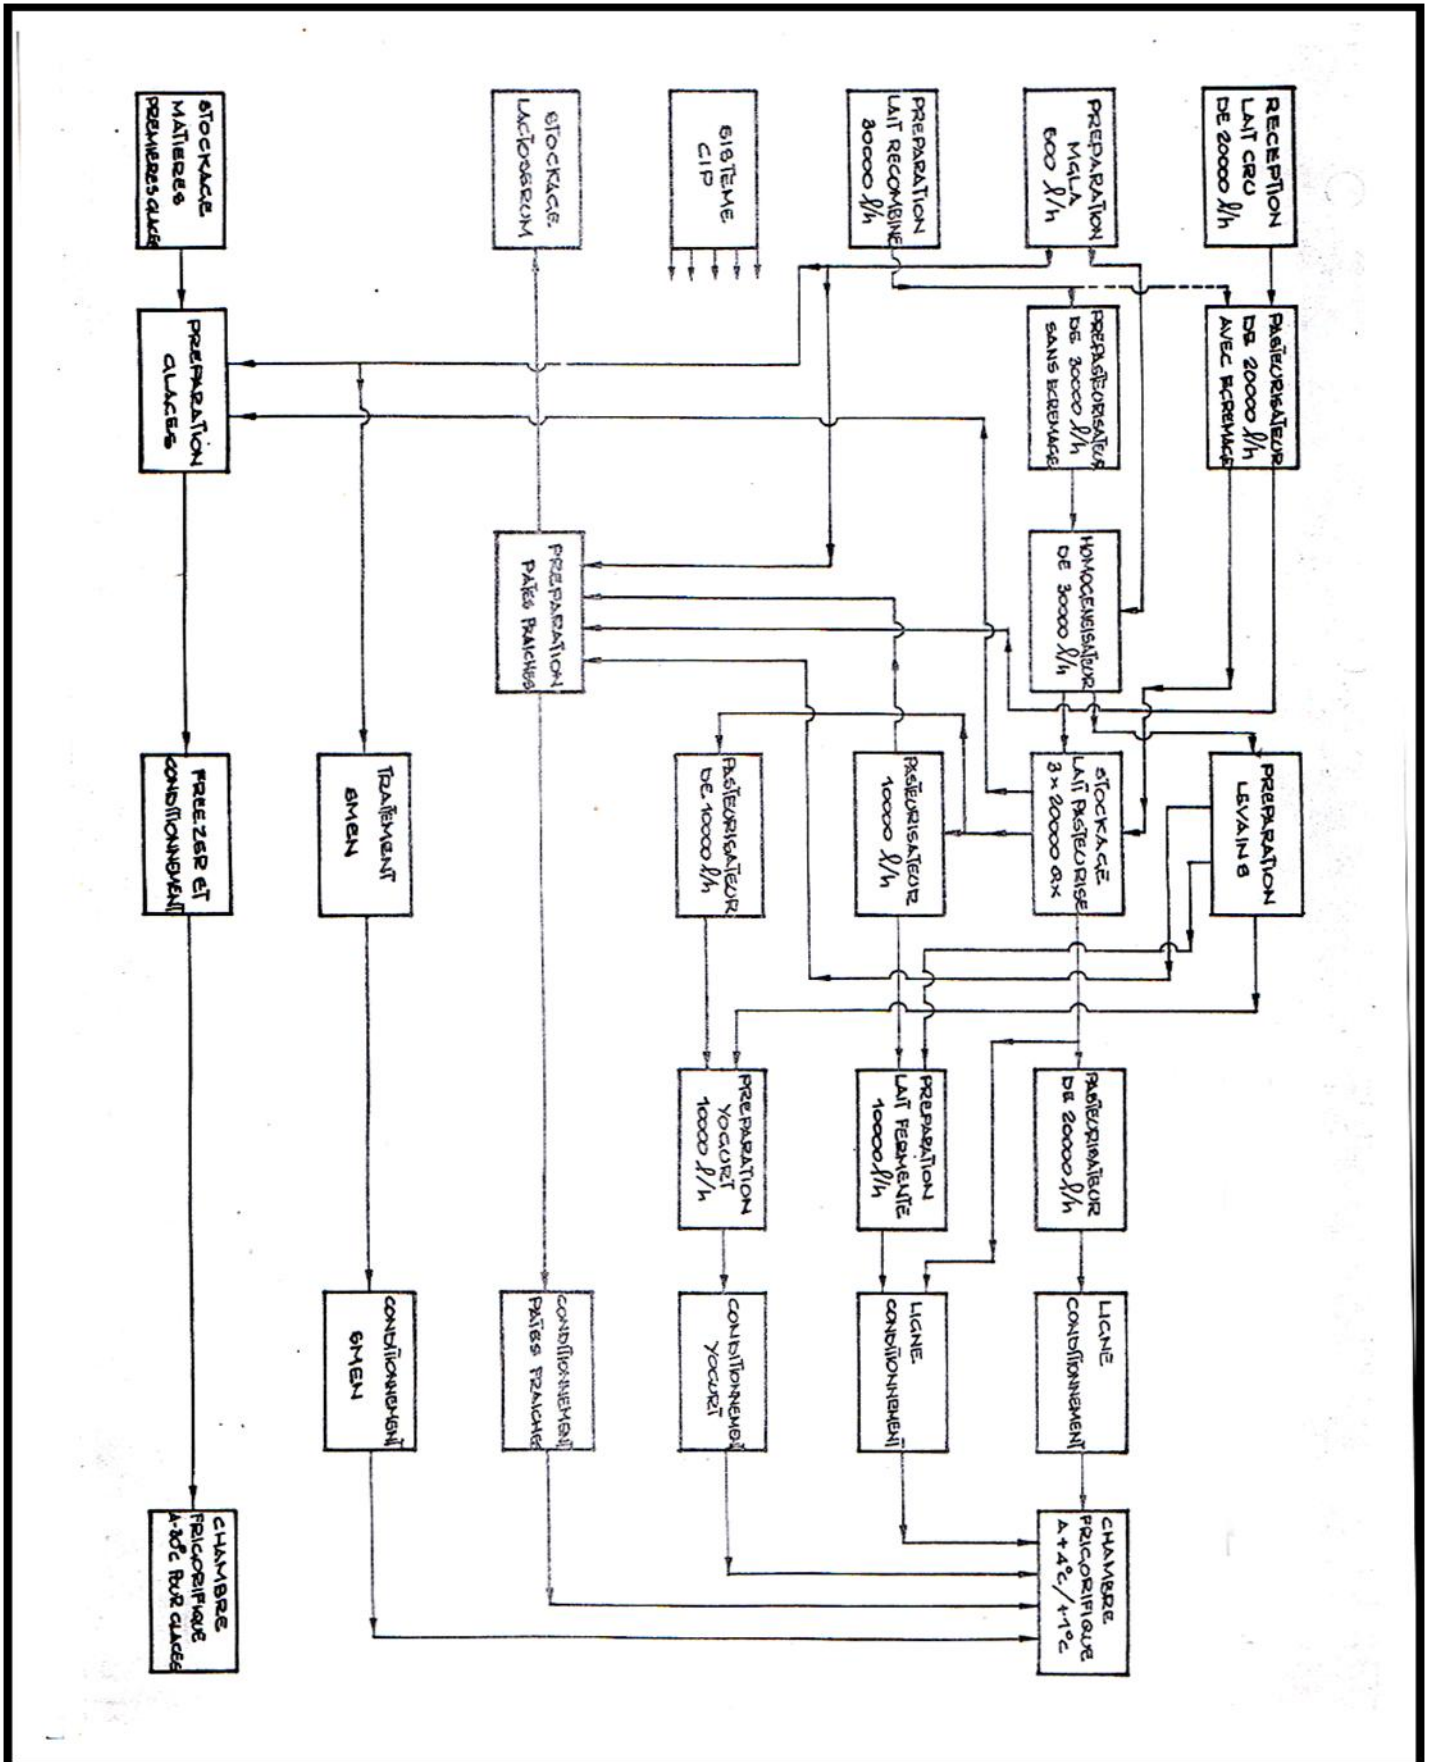 RECEPTION
LAIT CRU
DE 20000 l/h
PASTEURISATEUR
DE 20000 l/h
AVEC ECREMAGE
PREPARATION
LEVAINS
PREPARATION
MGLA
600 l/h
PREPASTEURISATEUR
DE 30000 l/h
SANS ECREMAGE
HOMOGENEISATEUR
DE 30000 l/h
STOCKAGE
LAIT PASTEURISE
3 x 20000
PASTEURISATEUR
DE 20000 l/h
LIGNE
CONDITIONNEMENT
CHAMBRE
FRIGORIFIQUE
A +4°C/+1°C
PREPARATION
LAIT RECOMBINE
30000 l/h
PASTEURISATEUR
10000 l/h
PREPARATION
LAIT FERMENTE
10000 l/h
LIGNE
CONDITIONNEMENT
SISTEME
CIP
PASTEURISATEUR
DE 10000 l/h
PREPARATION
YOGURT
10000 l/h
CONDITIONNEMENT
YOGURT
STOCKAGE
LACTOSERUM
PREPARATION
PATES FRAICHES
CONDITIONNEMENT
PATES FRAICHES
TRAITEMENT
SMEN
CONDITIONNEMENT
SMEN
STOCKAGE
MATIERES
PREMIERES GLACES
PREPARATION
GLACES
FREEZER ET
CONDITIONNEMENT
CHAMBRE
FRIGORIFIQUE
A-30°C POUR GLACES